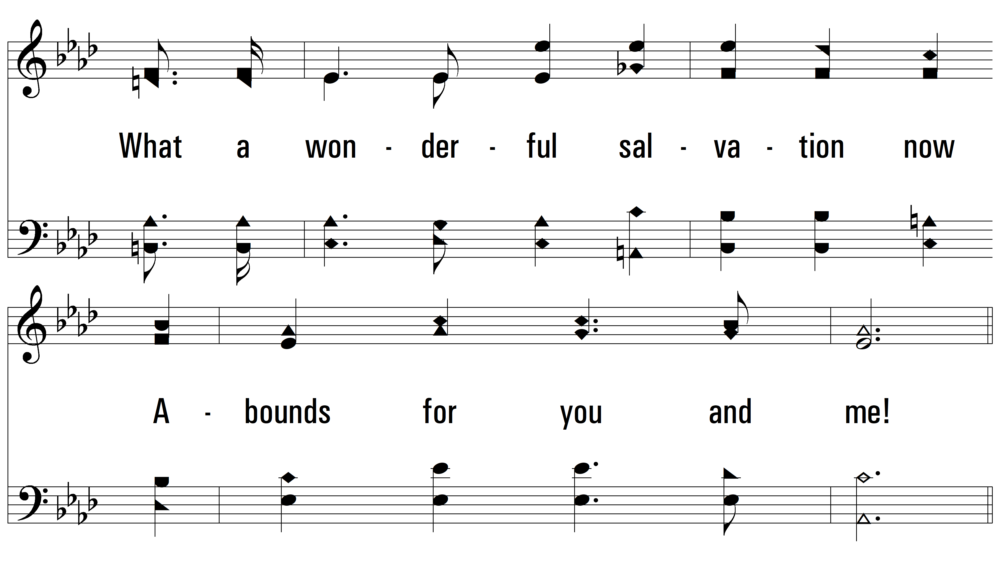 What a won - der - ful sal - va - tion now
A - bounds for you and me!